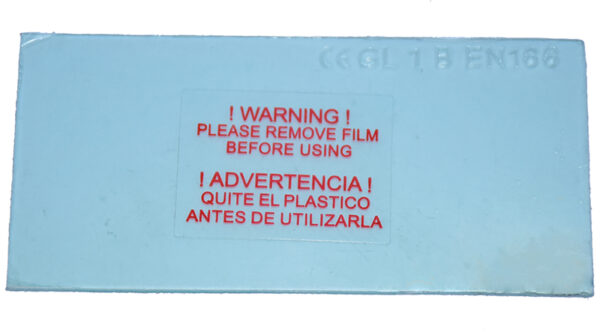 CE GL 1 B EN166
! WARNING !
PLEASE REMOVE FILM
BEFORE USING
! ADVERTENCIA !
QUITE EL PLASTICO
ANTES DE UTILIZARLA